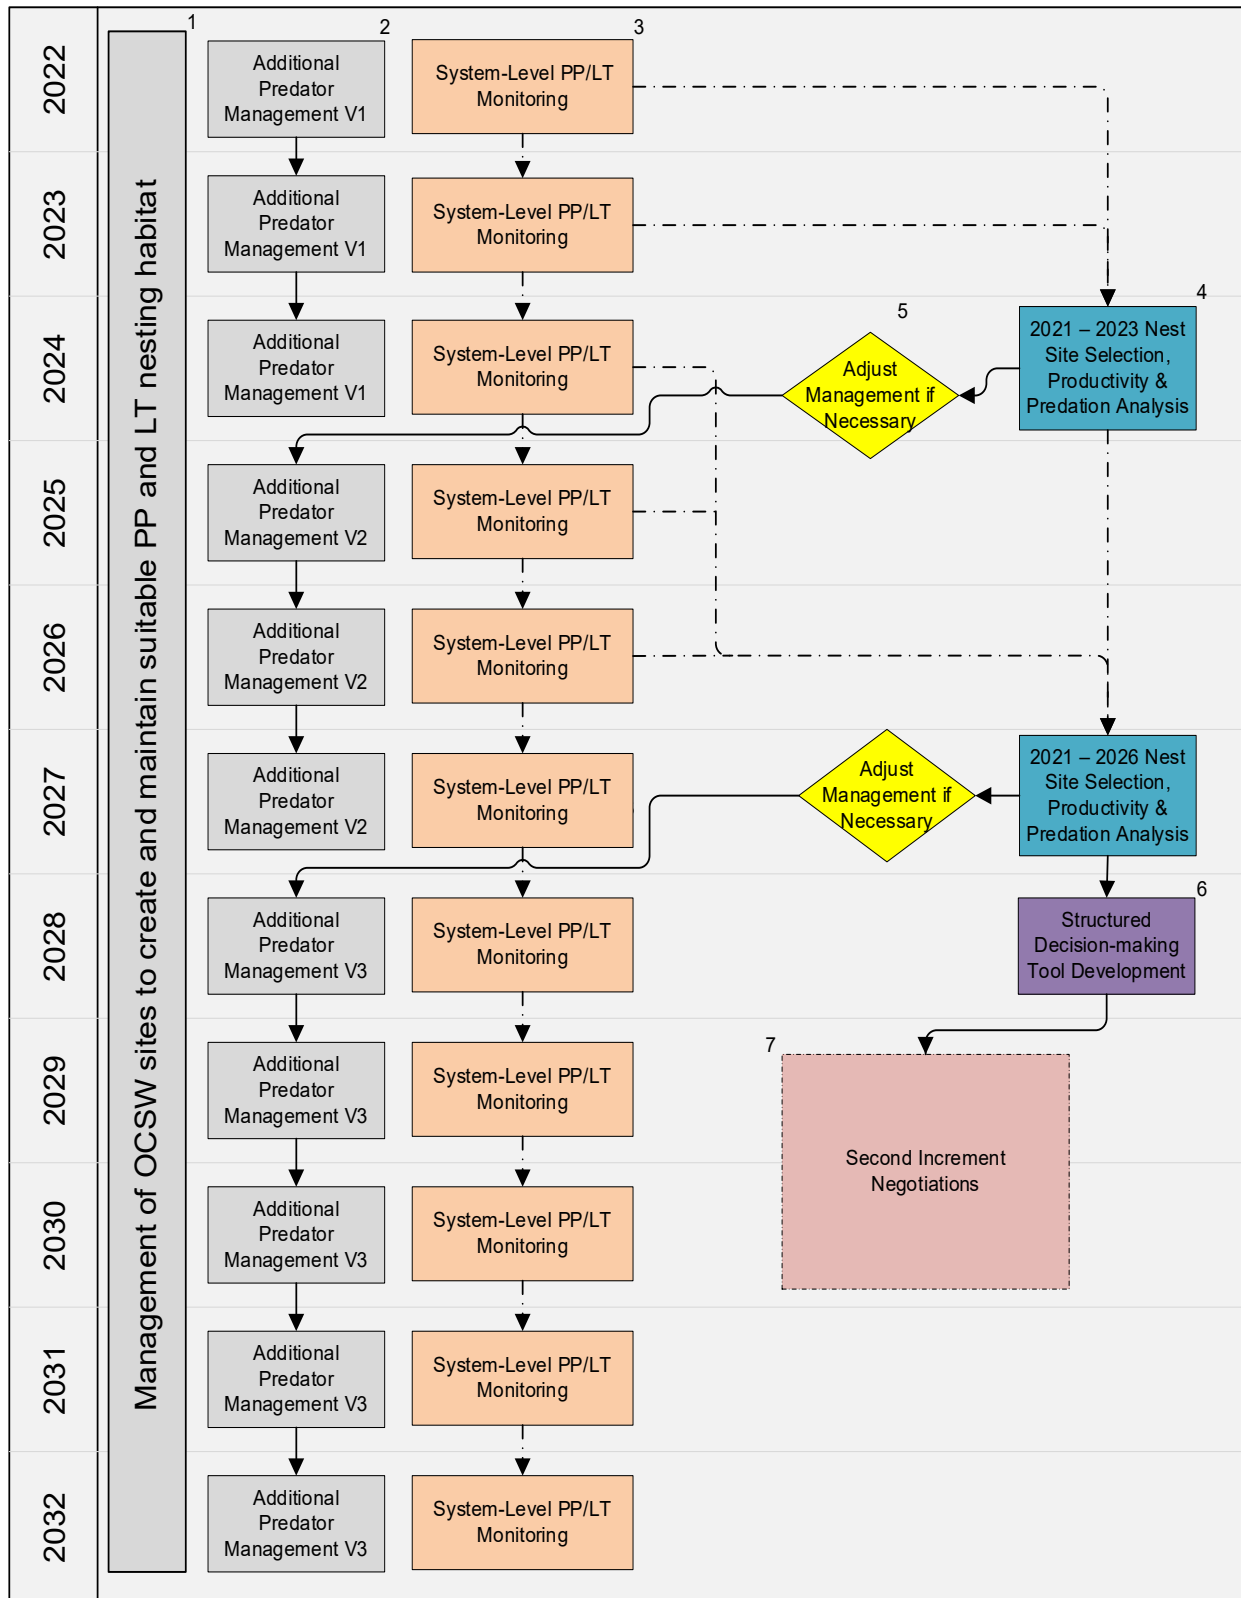 1
2
3
Management of OCSW sites to create and maintain suitable PP and LT nesting habitat
2022
Additional
Predator
Management V1
System-Level PP/LT
Monitoring
2023
Additional
Predator
Management V1
System-Level PP/LT
Monitoring
2024
Additional
Predator
Management V1
System-Level PP/LT
Monitoring
5
Adjust
Management if
Necessary
4
2021 – 2023 Nest
Site Selection,
Productivity &
Predation Analysis
2025
Additional
Predator
Management V2
System-Level PP/LT
Monitoring
2026
Additional
Predator
Management V2
System-Level PP/LT
Monitoring
2027
Additional
Predator
Management V2
System-Level PP/LT
Monitoring
Adjust
Management if
Necessary
2021 – 2026 Nest
Site Selection,
Productivity &
Predation Analysis
2028
Additional
Predator
Management V3
System-Level PP/LT
Monitoring
6
Structured
Decision-making
Tool Development
2029
Additional
Predator
Management V3
System-Level PP/LT
Monitoring
7
Second Increment
Negotiations
2030
Additional
Predator
Management V3
System-Level PP/LT
Monitoring
2031
Additional
Predator
Management V3
System-Level PP/LT
Monitoring
2032
Additional
Predator
Management V3
System-Level PP/LT
Monitoring